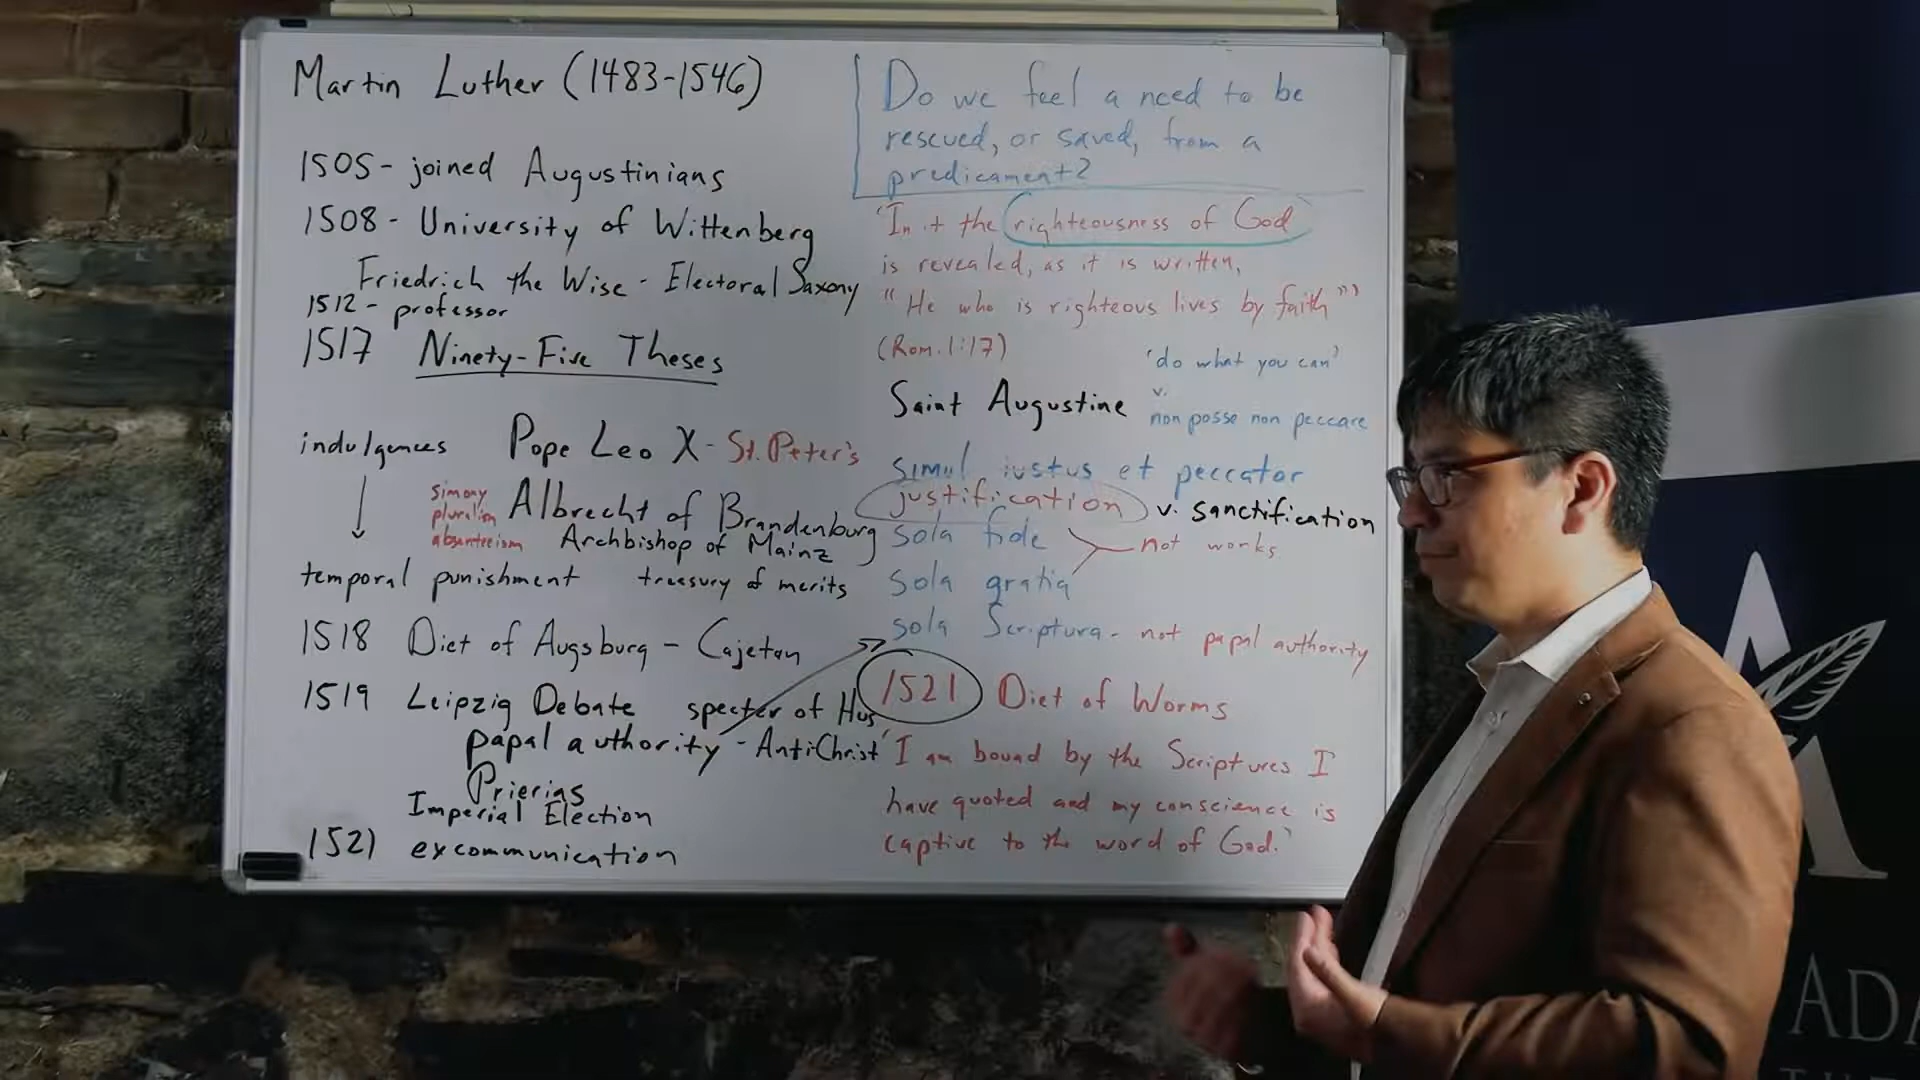 Martin Luther (1483-1546)
1505- joined Augustinians
1508- University of Wittenberg
Friedrich the Wise - Electoral Saxony
1512- professor
1517 Ninety-Five Theses
indulgences Pope Leo X - St. Peter's
simony
pluralism
absenteeism
Albrecht of Brandenburg
Archbishop of Mainz
temporal punishment treasury of merits
1518 Diet of Augsburg - Cajetan
1519 Leipzig Debate specter of Hus
papal authority - AntiChrist
Prierias
Imperial Election
1521 excommunication
Do we feel a need to be
rescued, or saved, from a
predicament?
'In it the righteousness of God
is revealed, as it is written,
"He who is righteous lives by faith"'
(Rom. 1:17)
'do what you can'
v.
non posse non peccare
Saint Augustine
simul iustus et peccator
justification v. sanctification
sola fide
not works
sola gratia
sola Scriptura - not papal authority
1521 Diet of Worms
'I am bound by the Scriptures I
have quoted and my conscience is
captive to the word of God.'